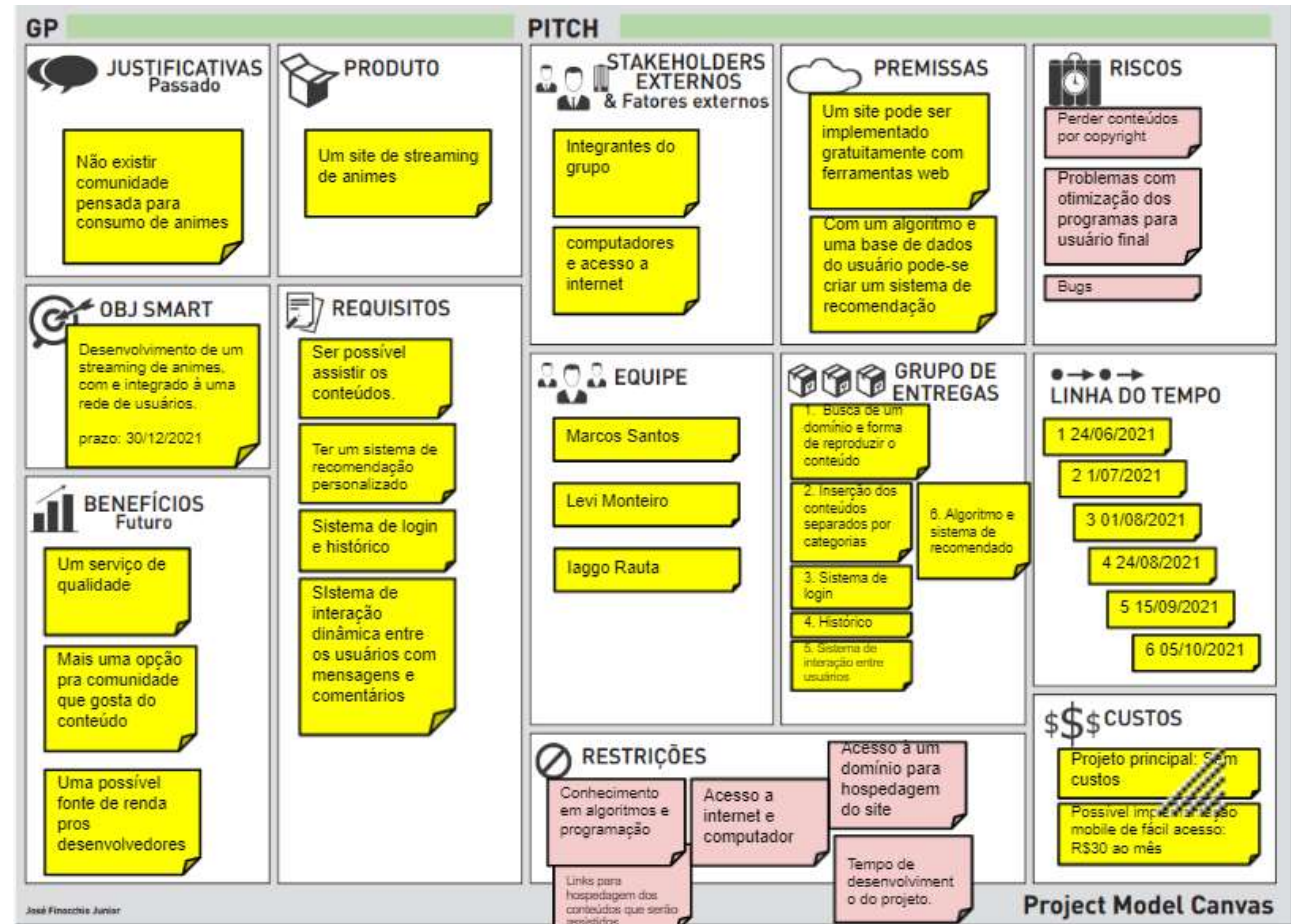 GP
PITCH
JUSTIFICATIVAS
Passado
Não existir
comunidade
pensada para
consumo de animes
PRODUTO
Um site de streaming
de animes
STAKEHOLDERS
EXTERNOS
& Fatores externos
Integrantes do
grupo
computadores
e acesso a
internet
PREMISSAS
Um site pode ser
implementado
gratuitamente com
ferramentas web
Com um algoritmo e
uma base de dados
do usuário pode-se
criar um sistema de
recomendação
RISCOS
Perder conteúdos
por copyright
Problemas com
otimização dos
programas para
usuário final
Bugs
OBJ SMART
Desenvolvimento de um
streaming de animes,
com e integrado à uma
rede de usuários.
prazo: 30/12/2021
REQUISITOS
Ser possível
assistir os
conteúdos.
Ter um sistema de
recomendação
personalizado
Sistema de login
e histórico
SIstema de
interação
dinâmica entre
os usuários com
mensagens e
comentários
EQUIPE
Marcos Santos
Levi Monteiro
Iaggo Rauta
GRUPO DE
ENTREGAS
1. Busca de um
domínio e forma
de reproduzir o
conteúdo
2. Inserção dos
conteúdos
separados por
categorias
3. Sistema de
login
4. Histórico
5. Sistema de
interação entre
usuários
6. Algoritmo e
sistema de
recomendado
LINHA DO TEMPO
1 24/06/2021
2 1/07/2021
3 01/08/2021
4 24/08/2021
5 15/09/2021
6 05/10/2021
BENEFÍCIOS
Futuro
Um serviço de
qualidade
Mais uma opção
pra comunidade
que gosta do
conteúdo
Uma possível
fonte de renda
pros
desenvolvedores
RESTRIÇÕES
Conhecimento
em algoritmos e
programação
Links para
hospedagem dos
conteúdos que serão
assistidos
Acesso a
internet e
computador
Acesso à um
domínio para
hospedagem
do site
Tempo de
desenvolviment
o do projeto.
$$$ CUSTOS
Projeto principal: Sem
custos
Possível implementação
mobile de fácil acesso:
R$30 ao mês
José Finocchio Junior
Project Model Canvas